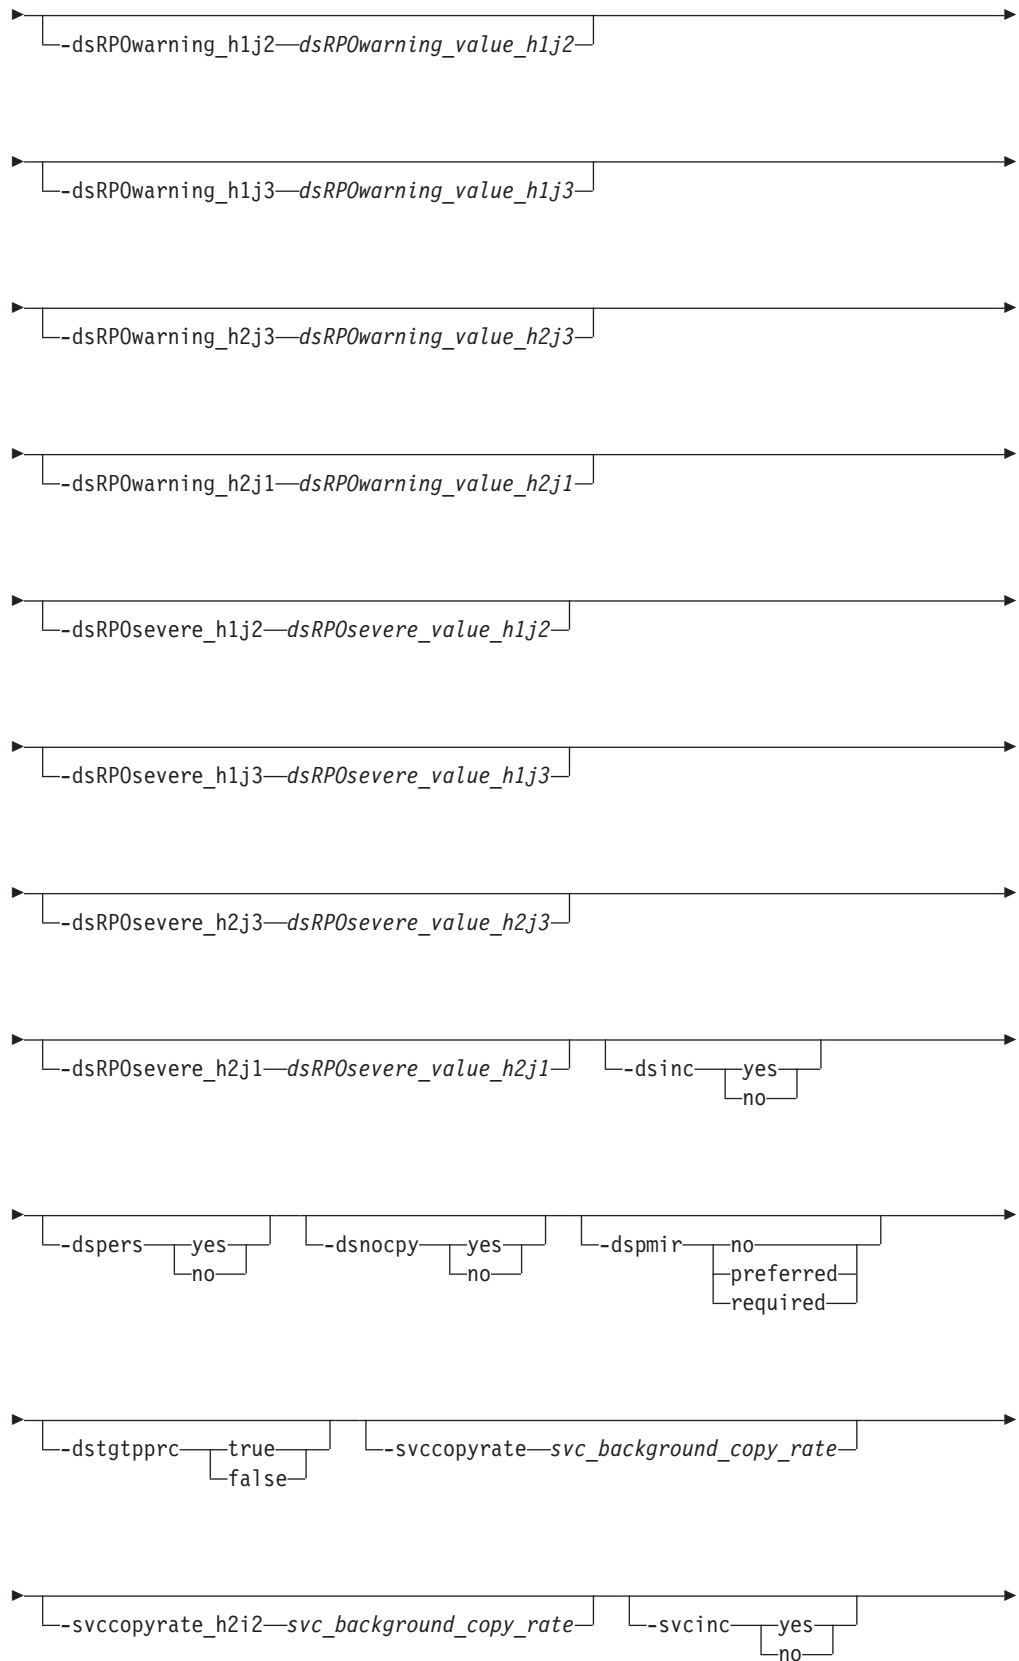 -dsRPOwarning_h1j2 dsRPOwarning_value_h1j2
-dsRPOwarning_h1j3 dsRPOwarning_value_h1j3
-dsRPOwarning_h2j3 dsRPOwarning_value_h2j3
-dsRPOwarning_h2j1 dsRPOwarning_value_h2j1
-dsRPOsevere_h1j2 dsRPOsevere_value_h1j2
-dsRPOsevere_h1j3 dsRPOsevere_value_h1j3
-dsRPOsevere_h2j3 dsRPOsevere_value_h2j3
-dsRPOsevere_h2j1 dsRPOsevere_value_h2j1 -dsinc yes
no
-dspers yes -dsnocpy yes -dspmir no
no no preferred
required
-dstgtpprc true -svccopyrate svc_background_copy_rate
false
-svccopyrate_h2i2 svc_background_copy_rate -svcinc yes
no